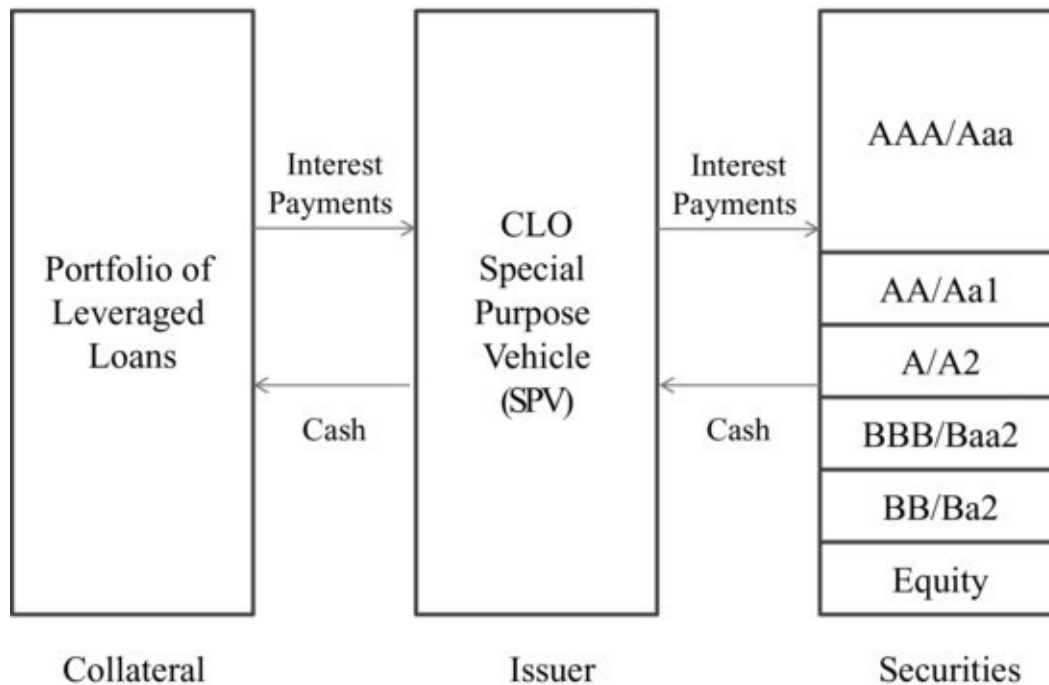 Portfolio of
Leveraged
Loans
Interest
Payments
Cash
CLO
Special
Purpose
Vehicle
(SPV)
Interest
Payments
Cash
AAA/Aaa
AA/Aa1
A/A2
BBB/Baa2
BB/Ba2
Equity
Collateral
Issuer
Securities